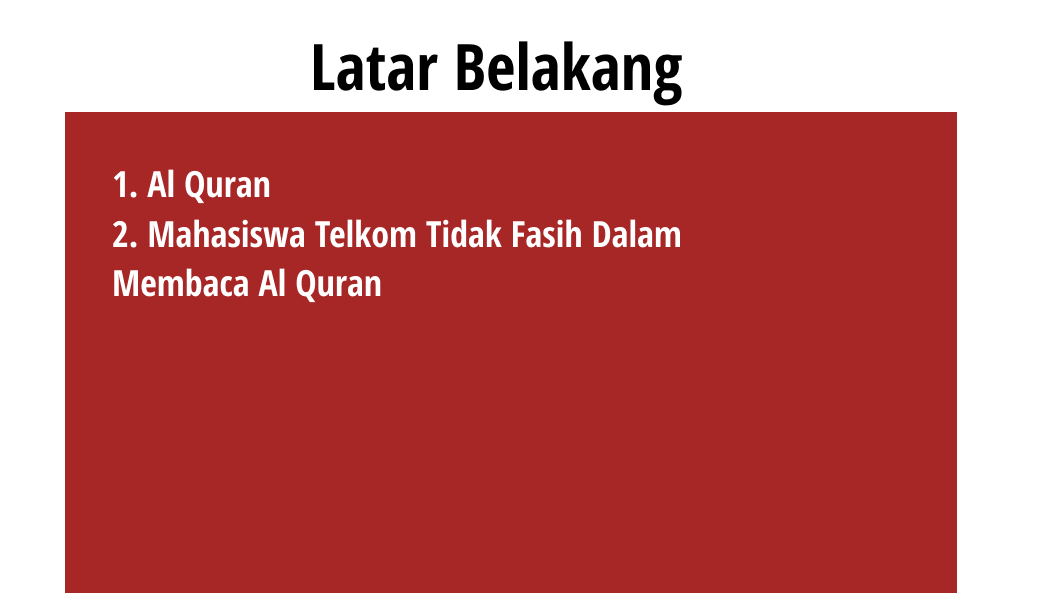 Latar Belakang
1. Al Quran
2. Mahasiswa Telkom Tidak Fasih Dalam
Membaca Al Quran